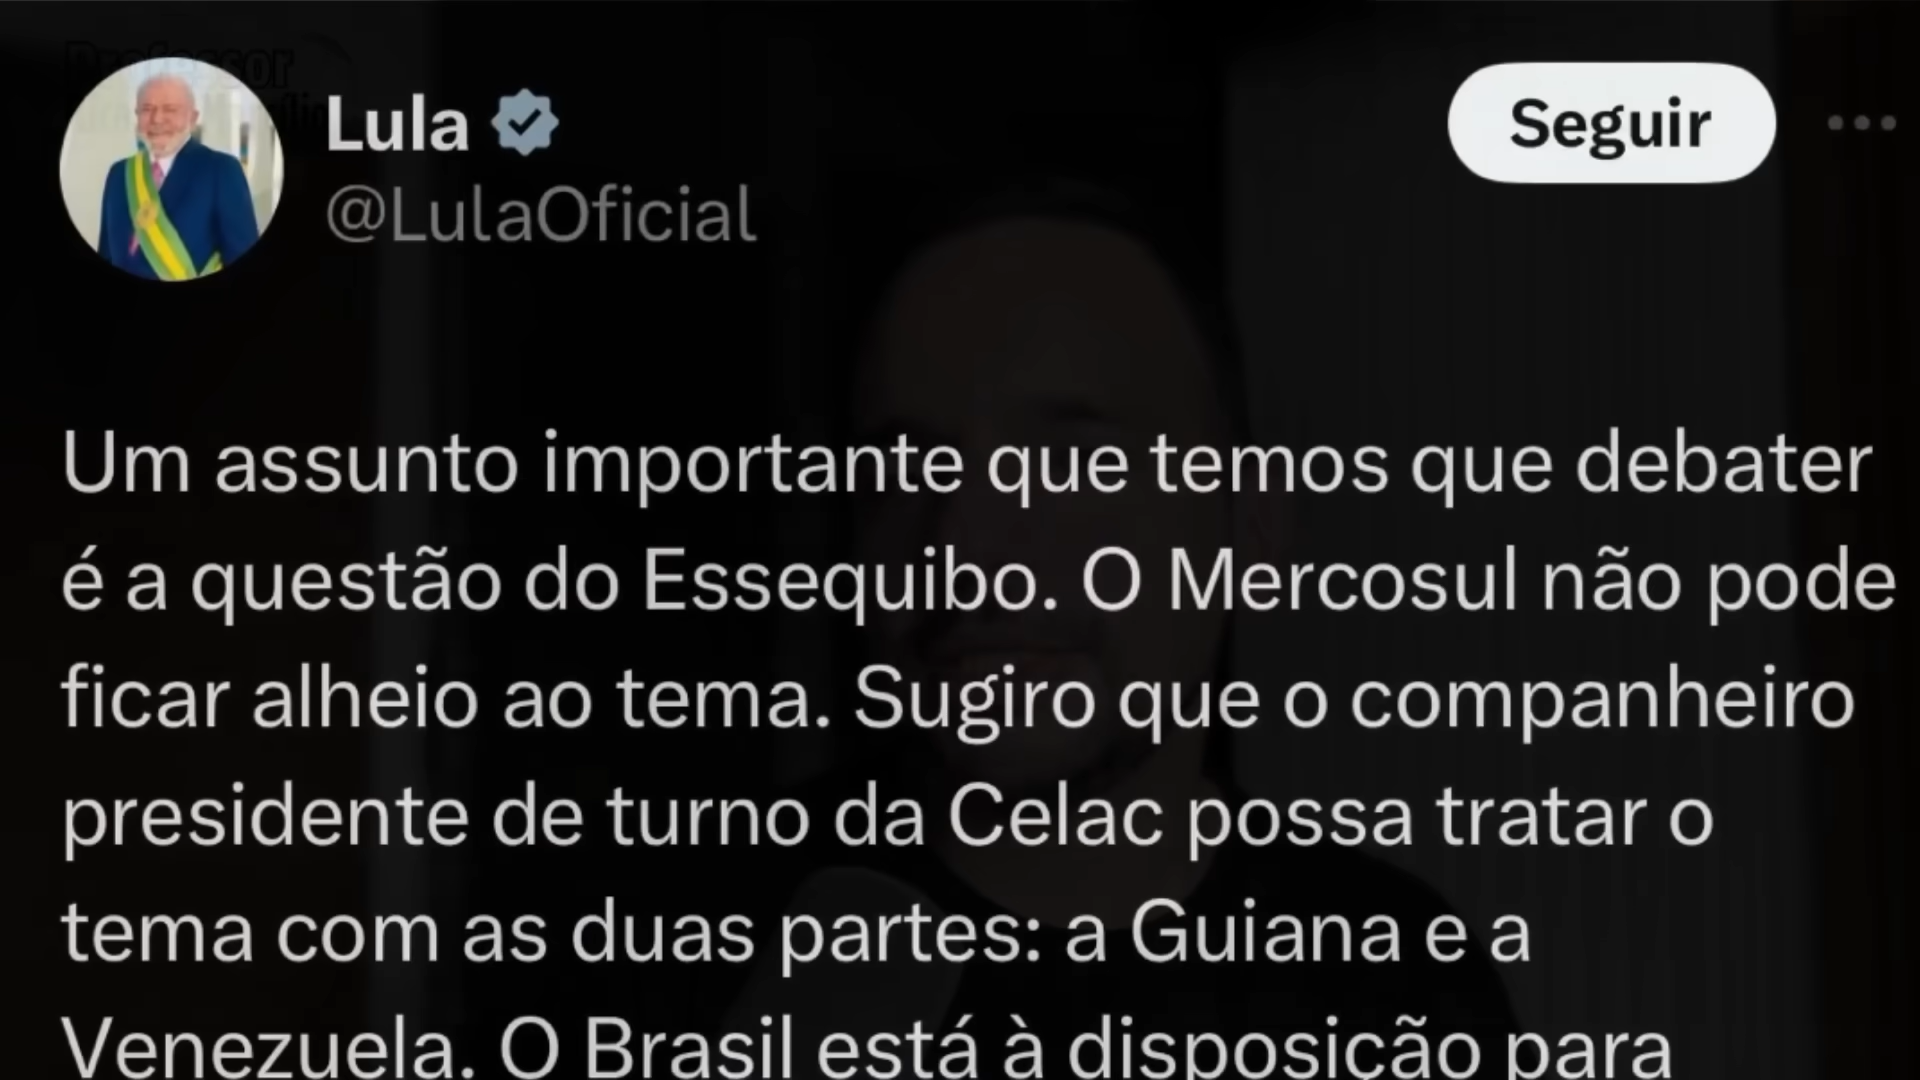 Lula
@LulaOficial
Seguir
Um assunto importante que temos que debater
é a questão do Essequibo. O Mercosul não pode
ficar alheio ao tema. Sugiro que o companheiro
presidente de turno da Celac possa tratar o
tema com as duas partes: a Guiana e a
Venezuela. O Brasil está à disposição para